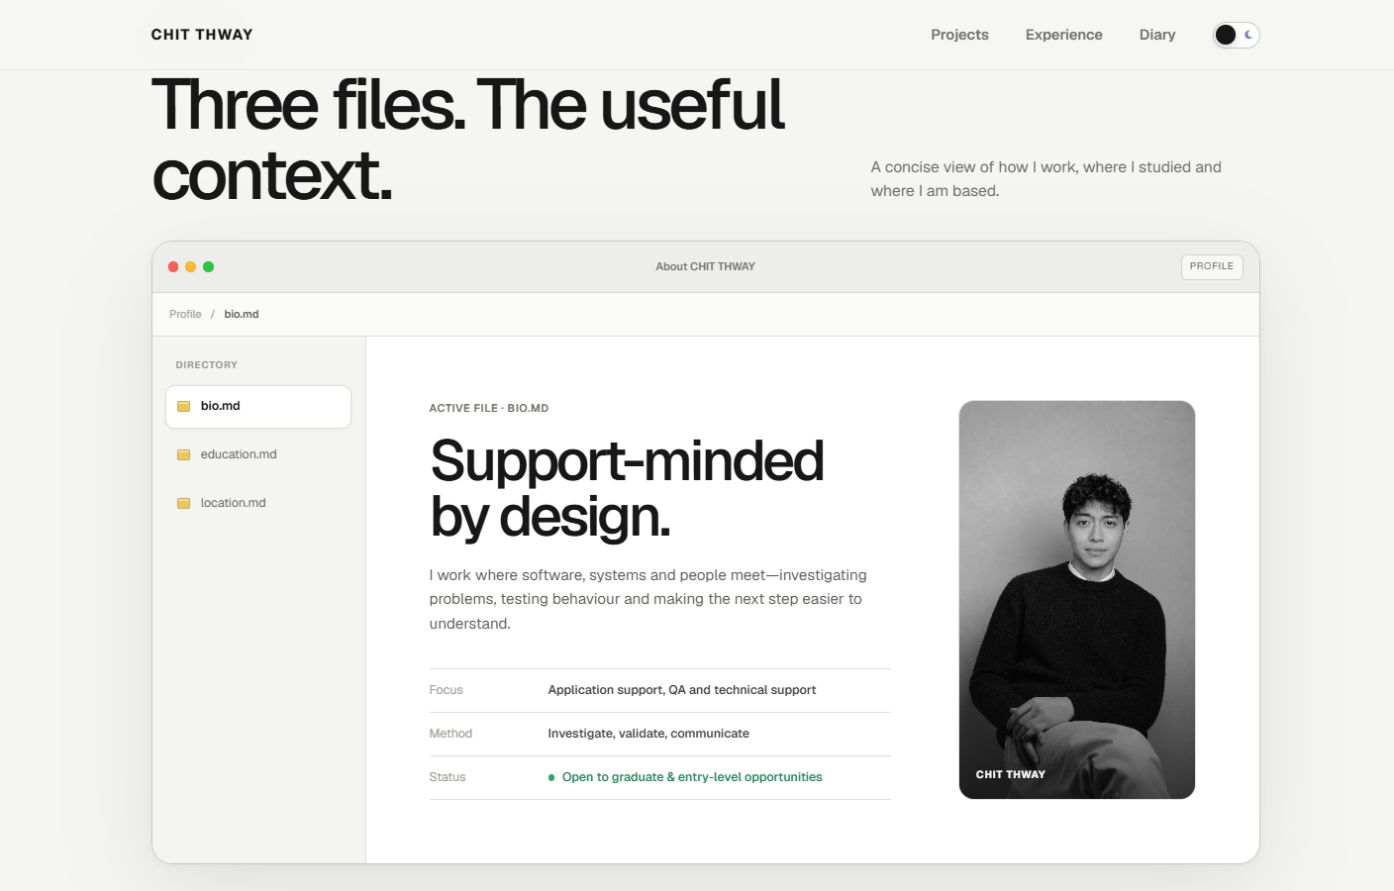 CHIT THWAY
Projects
Experience
Diary
Three files. The useful
context.
A concise view of how I work, where I studied and
where I am based.
About CHIT THWAY
PROFILE
Profile / bio.md
DIRECTORY
bio.md
education.md
location.md
ACTIVE FILE · BIO.MD
Support-minded
by design.
I work where software, systems and people meet—investigating
problems, testing behaviour and making the next step easier to
understand.
Focus Application support, QA and technical support
Method Investigate, validate, communicate
Status Open to graduate & entry-level opportunities
CHIT THWAY